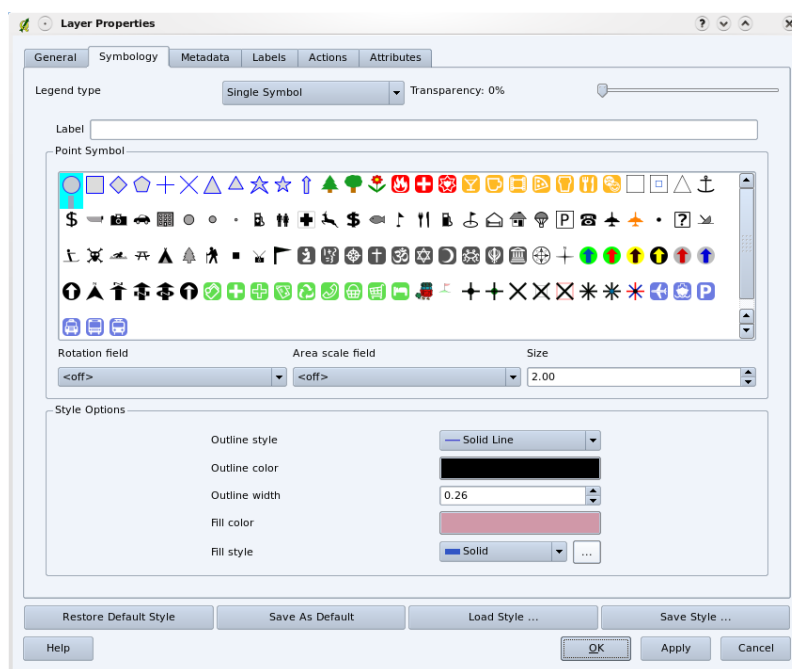 Layer Properties
General Symbology Metadata Labels Actions Attributes
Legend type Single Symbol Transparency: 0%
Label
Point Symbol
Rotation field Area scale field Size
<off> <off> 2.00
Style Options
Outline style Solid Line
Outline color
Outline width 0.26
Fill color
Fill style Solid ...
Restore Default Style Save As Default Load Style ... Save Style ...
Help OK Apply Cancel